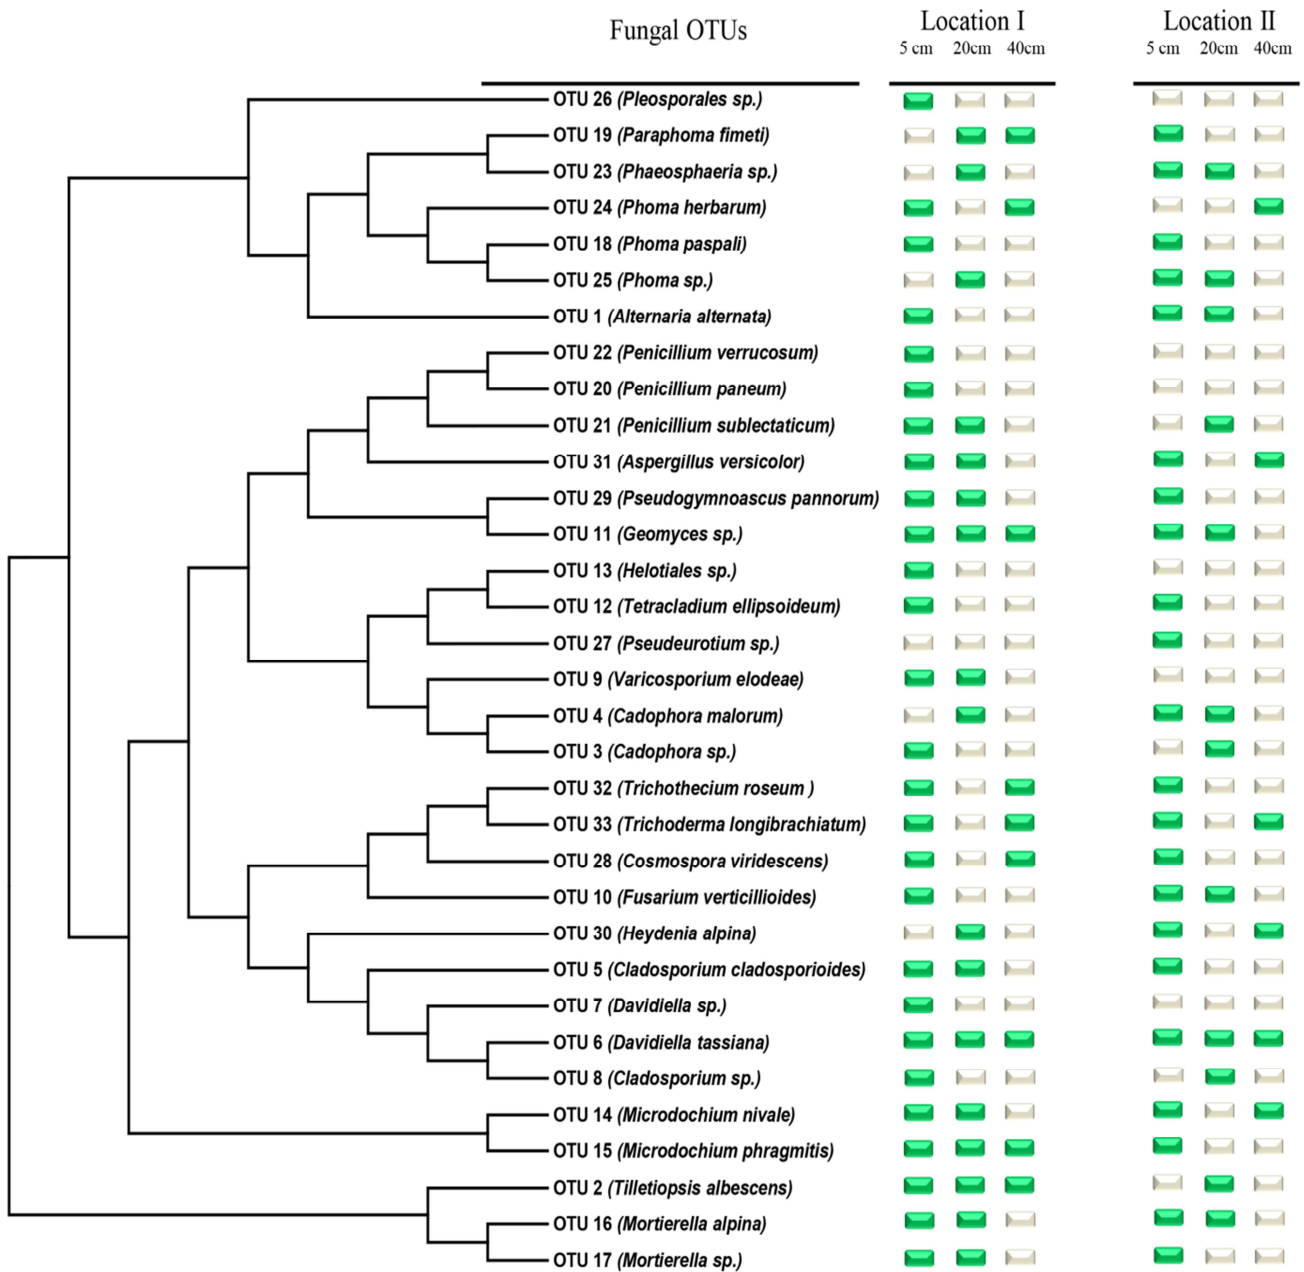 Fungal OTUs
Location I
Location II
5 cm 20cm 40cm
5 cm 20cm 40cm
OTU 26 (Pleosporales sp.)
OTU 19 (Paraphoma fimeti)
OTU 23 (Phaeosphaeria sp.)
OTU 24 (Phoma herbarum)
OTU 18 (Phoma paspali)
OTU 25 (Phoma sp.)
OTU 1 (Alternaria alternata)
OTU 22 (Penicillium verrucosum)
OTU 20 (Penicillium paneum)
OTU 21 (Penicillium sublectaticum)
OTU 31 (Aspergillus versicolor)
OTU 29 (Pseudogymnoascus pannorum)
OTU 11 (Geomyces sp.)
OTU 13 (Helotiales sp.)
OTU 12 (Tetracladium ellipsoideum)
OTU 27 (Pseudeurotium sp.)
OTU 9 (Varicosporium elodeae)
OTU 4 (Cadophora malorum)
OTU 3 (Cadophora sp.)
OTU 32 (Trichothecium roseum )
OTU 33 (Trichoderma longibrachiatum)
OTU 28 (Cosmospora viridescens)
OTU 10 (Fusarium verticillioides)
OTU 30 (Heydenia alpina)
OTU 5 (Cladosporium cladosporioides)
OTU 7 (Davidiella sp.)
OTU 6 (Davidiella tassiana)
OTU 8 (Cladosporium sp.)
OTU 14 (Microdochium nivale)
OTU 15 (Microdochium phragmitis)
OTU 2 (Tilletiopsis albescens)
OTU 16 (Mortierella alpina)
OTU 17 (Mortierella sp.)